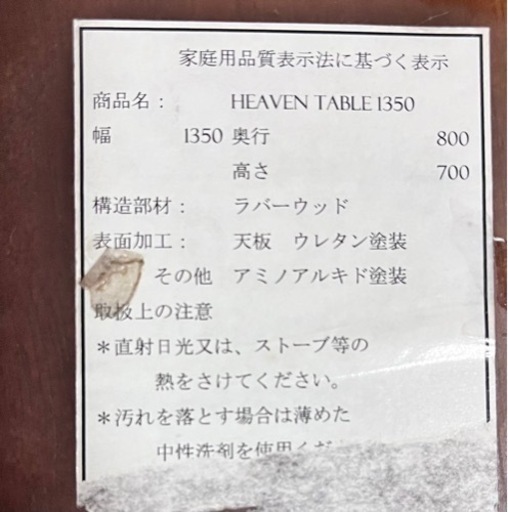 家庭用品質表示法に基づく表示
商品名： HEAVEN TABLE 1350
幅 1350 奥行 800
高さ 700
構造部材： ラバーウッド
表面加工： 天板 ウレタン塗装
その他 アミノアルキド塗装
取扱上の注意
＊直射日光又は、ストーブ等の
熱をさけてください。
＊汚れを落とす場合は薄めた
中性洗剤を使用くだ